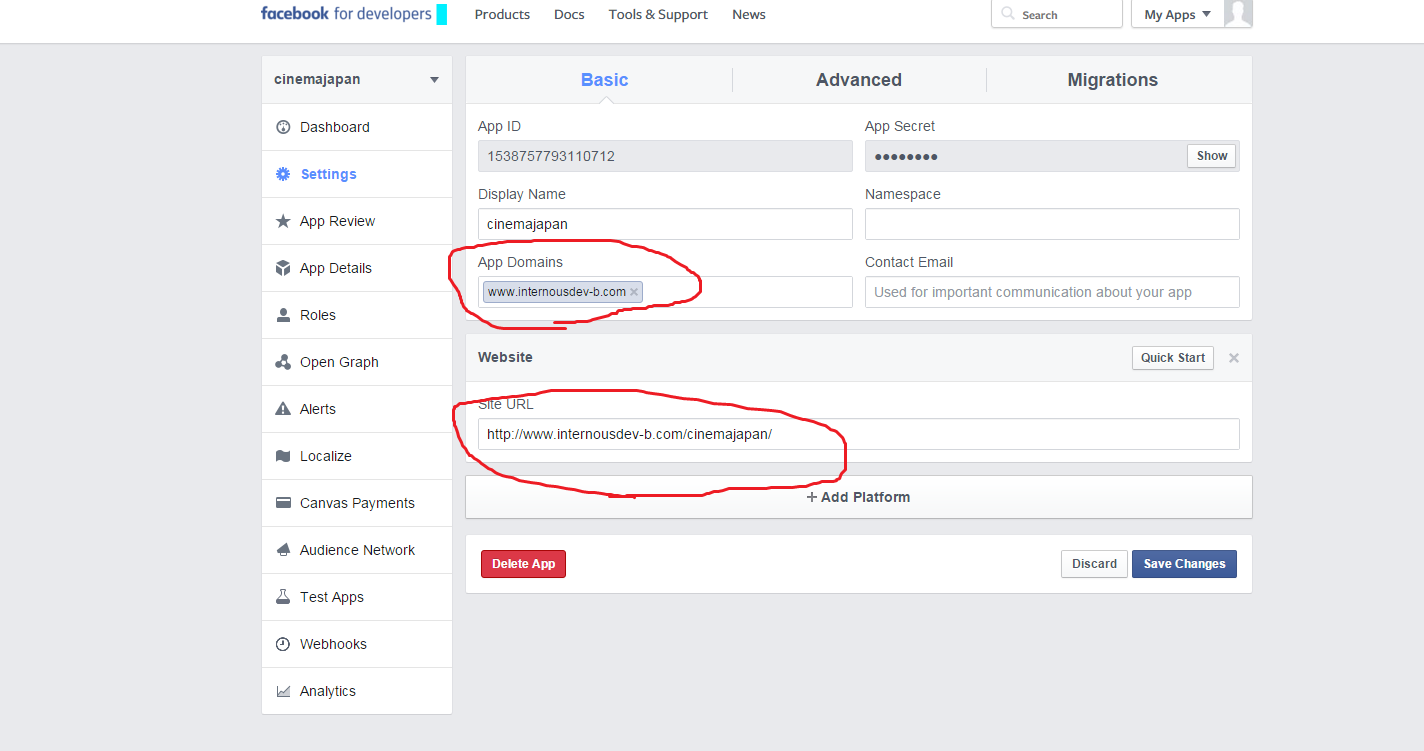 facebook for developers
Products
Docs
Tools & Support
News
Search
My Apps
cinemajapan
Dashboard
Settings
App Review
App Details
Roles
Open Graph
Alerts
Localize
Canvas Payments
Audience Network
Test Apps
Webhooks
Analytics
Basic
Advanced
Migrations
App ID
1538757793110712
App Secret
●●●●●●●●
Show
Display Name
cinemajapan
Namespace
App Domains
www.internousdev-b.com ×
Contact Email
Used for important communication about your app
Website
Quick Start
×
Site URL
http://www.internousdev-b.com/cinemajapan/
+ Add Platform
Delete App
Discard
Save Changes